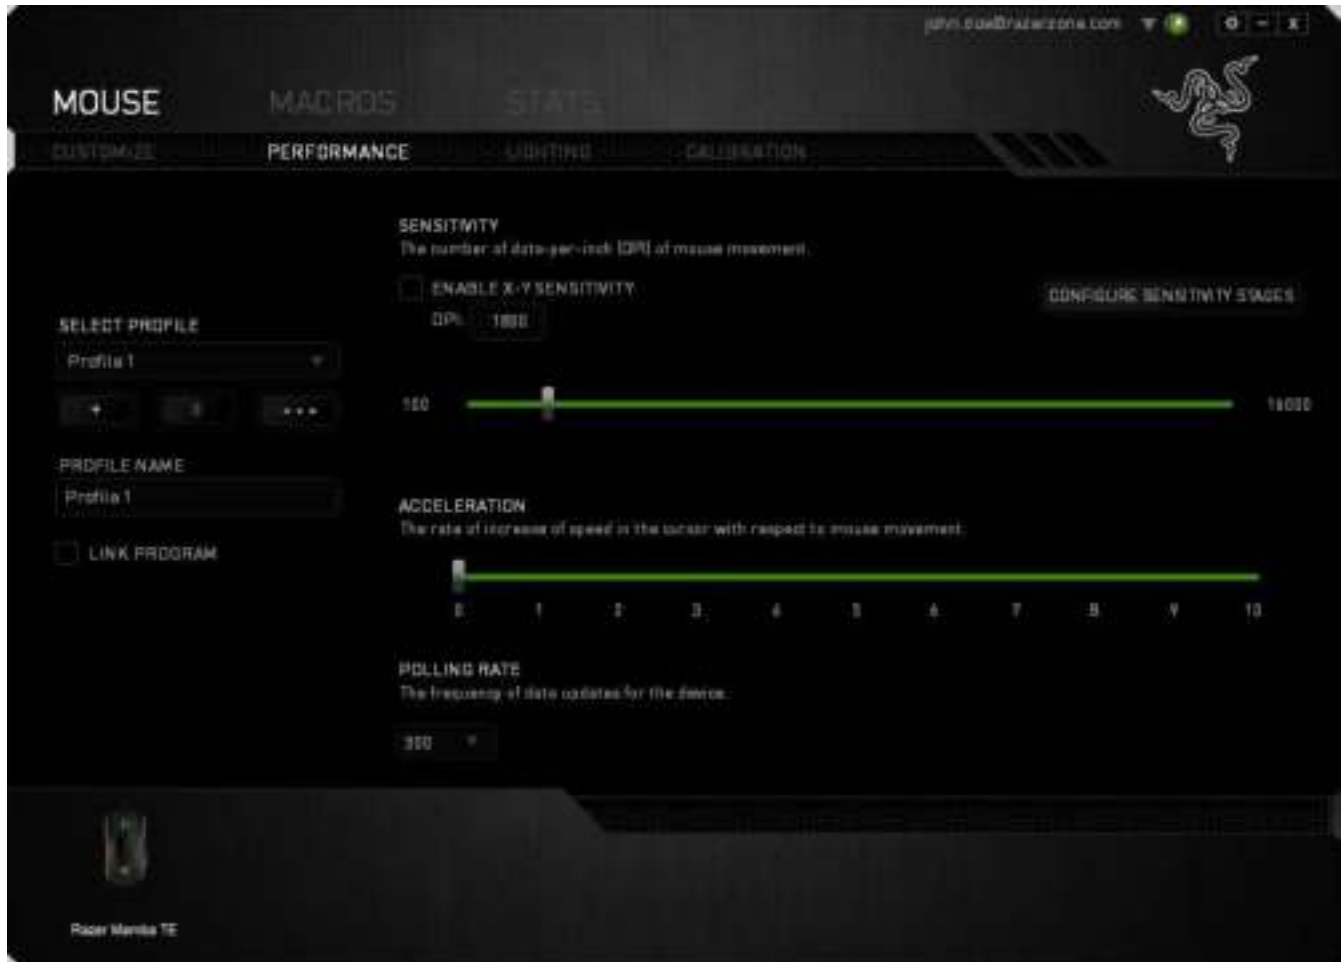 MOUSE
MACROS
STATS
CUSTOMIZE
PERFORMANCE
LIGHTING
CALIBRATION
SENSITIVITY
The number of dots-per-inch (DPI) of mouse movement.
ENABLE X-Y SENSITIVITY
DPI: 1800
CONFIGURE SENSITIVITY STAGES
SELECT PROFILE
Profile 1
+
...
100
16000
PROFILE NAME
Profile 1
LINK PROGRAM
ACCELERATION
The rate of increase of speed in the cursor with respect to mouse movement.
0 1 2 3 4 5 6 7 8 9 10
POLLING RATE
The frequency of data updates for the device.
Razer Mamba TE